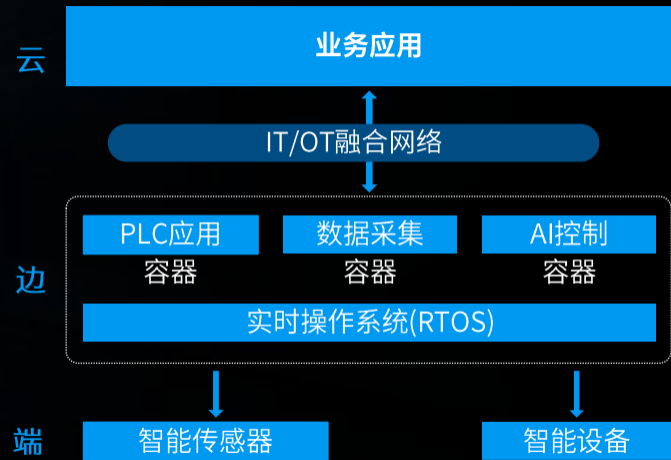 云
业务应用
IT/OT融合网络
边
PLC应用 数据采集 AI控制
容器 容器 容器
实时操作系统(RTOS)
端
智能传感器 智能设备